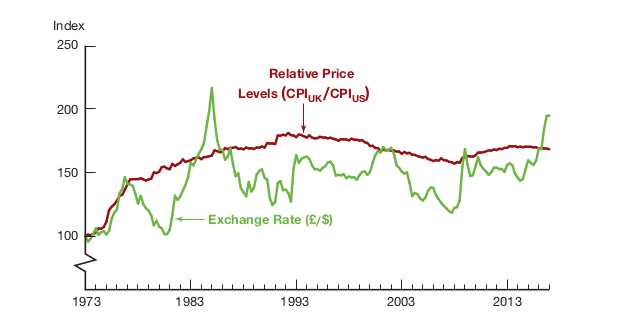 Index
250
Relative Price
Levels (CPIUK/CPIUS)
200
150
Exchange Rate (£/$)
100
1973 1983 1993 2003 2013